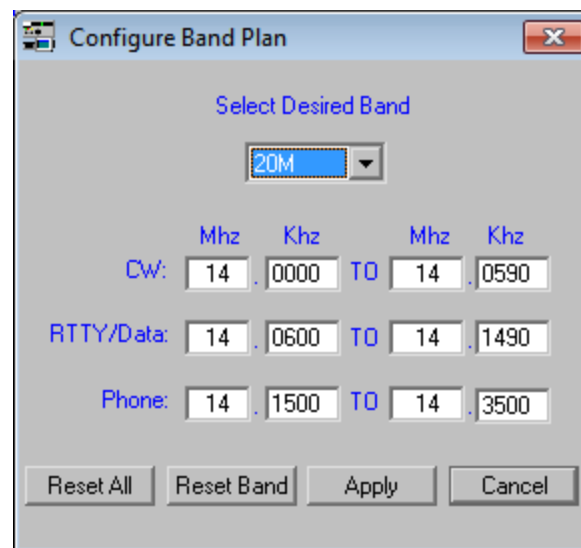 Configure Band Plan
Select Desired Band
20M
Mhz Khz Mhz Khz
CW: 14 . 0000 TO 14 . 0590
RTTY/Data: 14 . 0600 TO 14 . 1490
Phone: 14 . 1500 TO 14 . 3500
Reset All Reset Band Apply Cancel